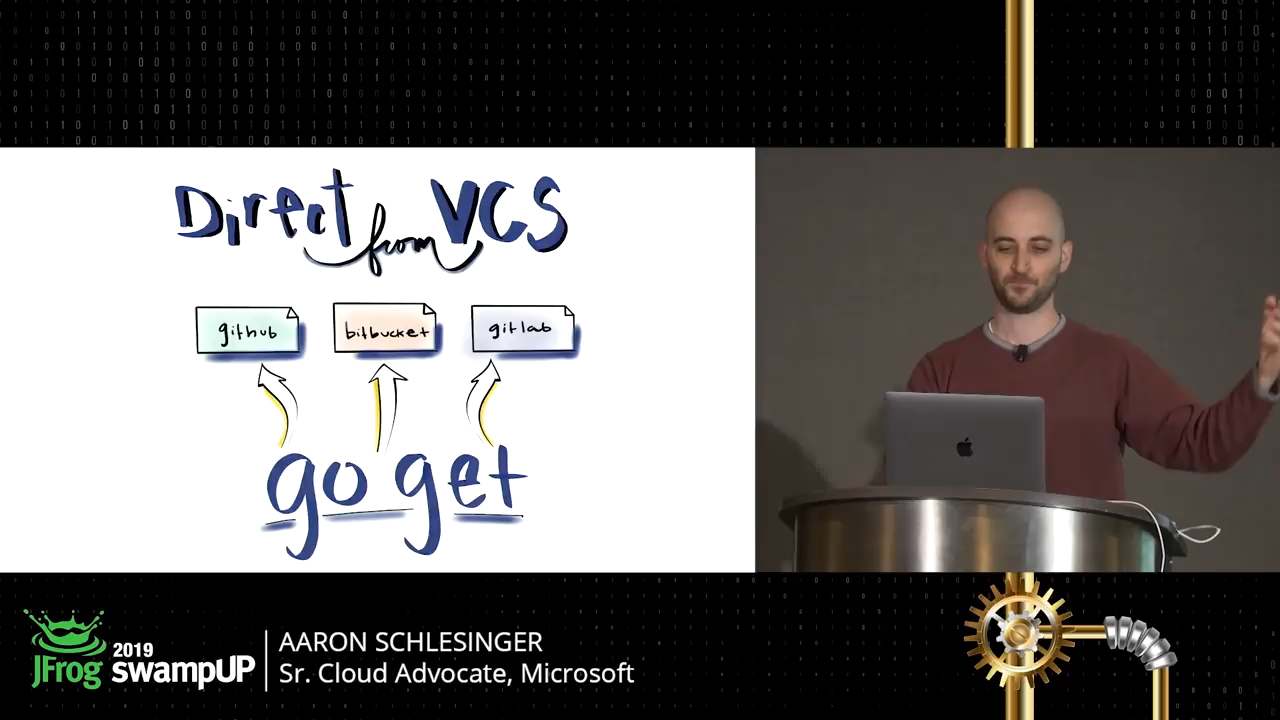 Direct from VCS
github bitbucket gitlab
go get
JFrog 2019 swampUP
AARON SCHLESINGER
Sr. Cloud Advocate, Microsoft